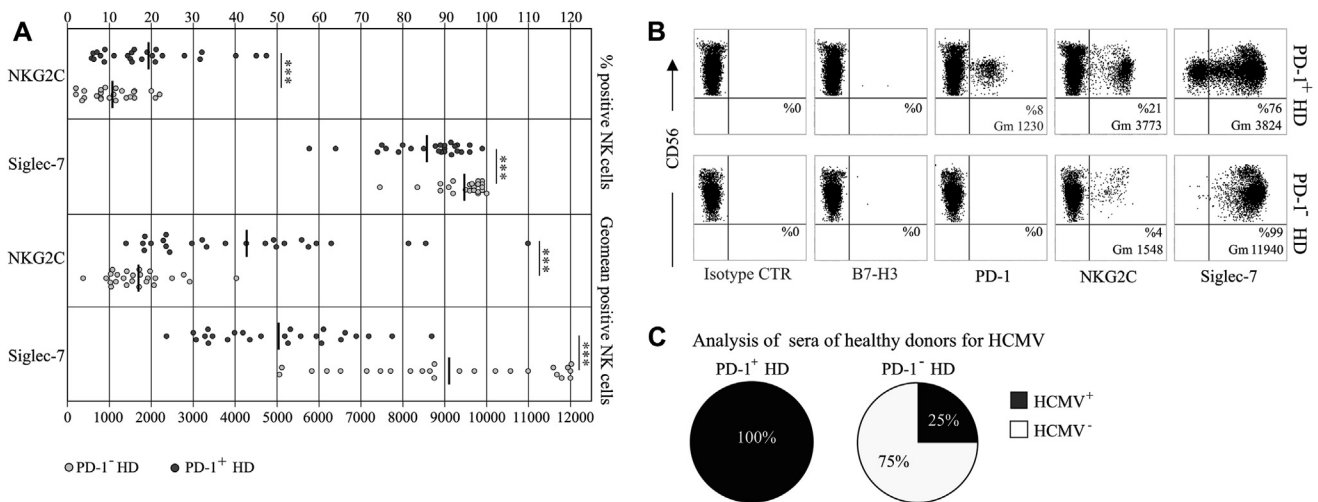 A
0 10 20 30 40 50 60 70 80 90 100 110 120
NKG2C
***
% positive NK cells
Siglec-7
***
NKG2C
***
Geomean positive NK cells
Siglec-7
***
0 1000 2000 3000 4000 5000 6000 7000 8000 9000 10000 11000 12000
PD-1⁻ HD PD-1⁺ HD
B
CD56
%0 %0 %8 %21 %76
Gm 1230 Gm 3773 Gm 3824
PD-1⁺ HD
%0 %0 %0 %4 %99
Gm 1548 Gm 11940
PD-1⁻ HD
Isotype CTR B7-H3 PD-1 NKG2C Siglec-7
C Analysis of sera of healthy donors for HCMV
PD-1⁺ HD PD-1⁻ HD
100%
25%
75%
HCMV⁺
HCMV⁻